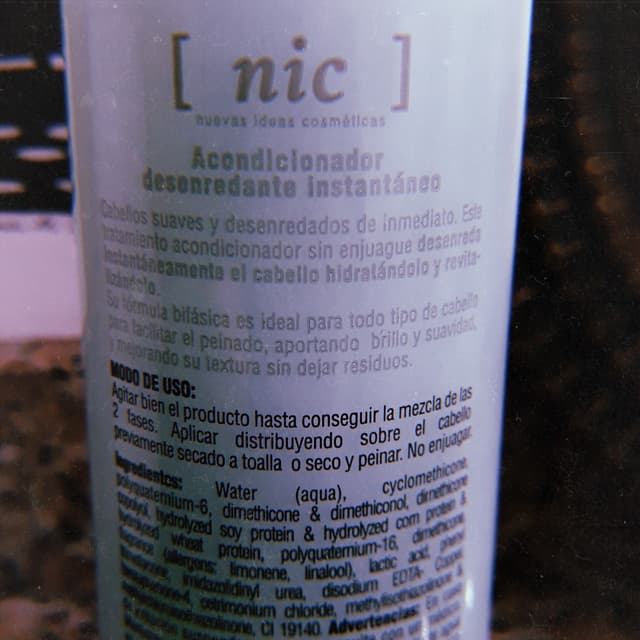 [ nic ]
nuevas ideas cosméticas
Acondicionador
desenredante instantáneo
Cabellos suaves y desenredados de inmediato. Este
tratamiento acondicionador sin enjuague desenreda
instantáneamente el cabello hidratándolo y revita-
lizándolo.
Su fórmula bifásica es ideal para todo tipo de cabello
para facilitar el peinado, aportando brillo y suavidad,
y mejorando su textura sin dejar residuos.
MODO DE USO:
Agitar bien el producto hasta conseguir la mezcla de las
2 fases. Aplicar distribuyendo sobre el cabello
previamente secado a toalla o seco y peinar. No enjuagar.
Ingredientes: Water (aqua), cyclomethicone,
polyquaternium-6, dimethicone & dimethiconol, dimethicone
copolyol, hydrolyzed soy protein & hydrolyzed corn protein &
hydrolyzed wheat protein, polyquaternium-16, dimethicone,
allergens: limonene, linalool), lactic acid,
imidazolidinyl urea, disodium EDTA,
cetrimonium chloride,
CI 19140. Advertencias: